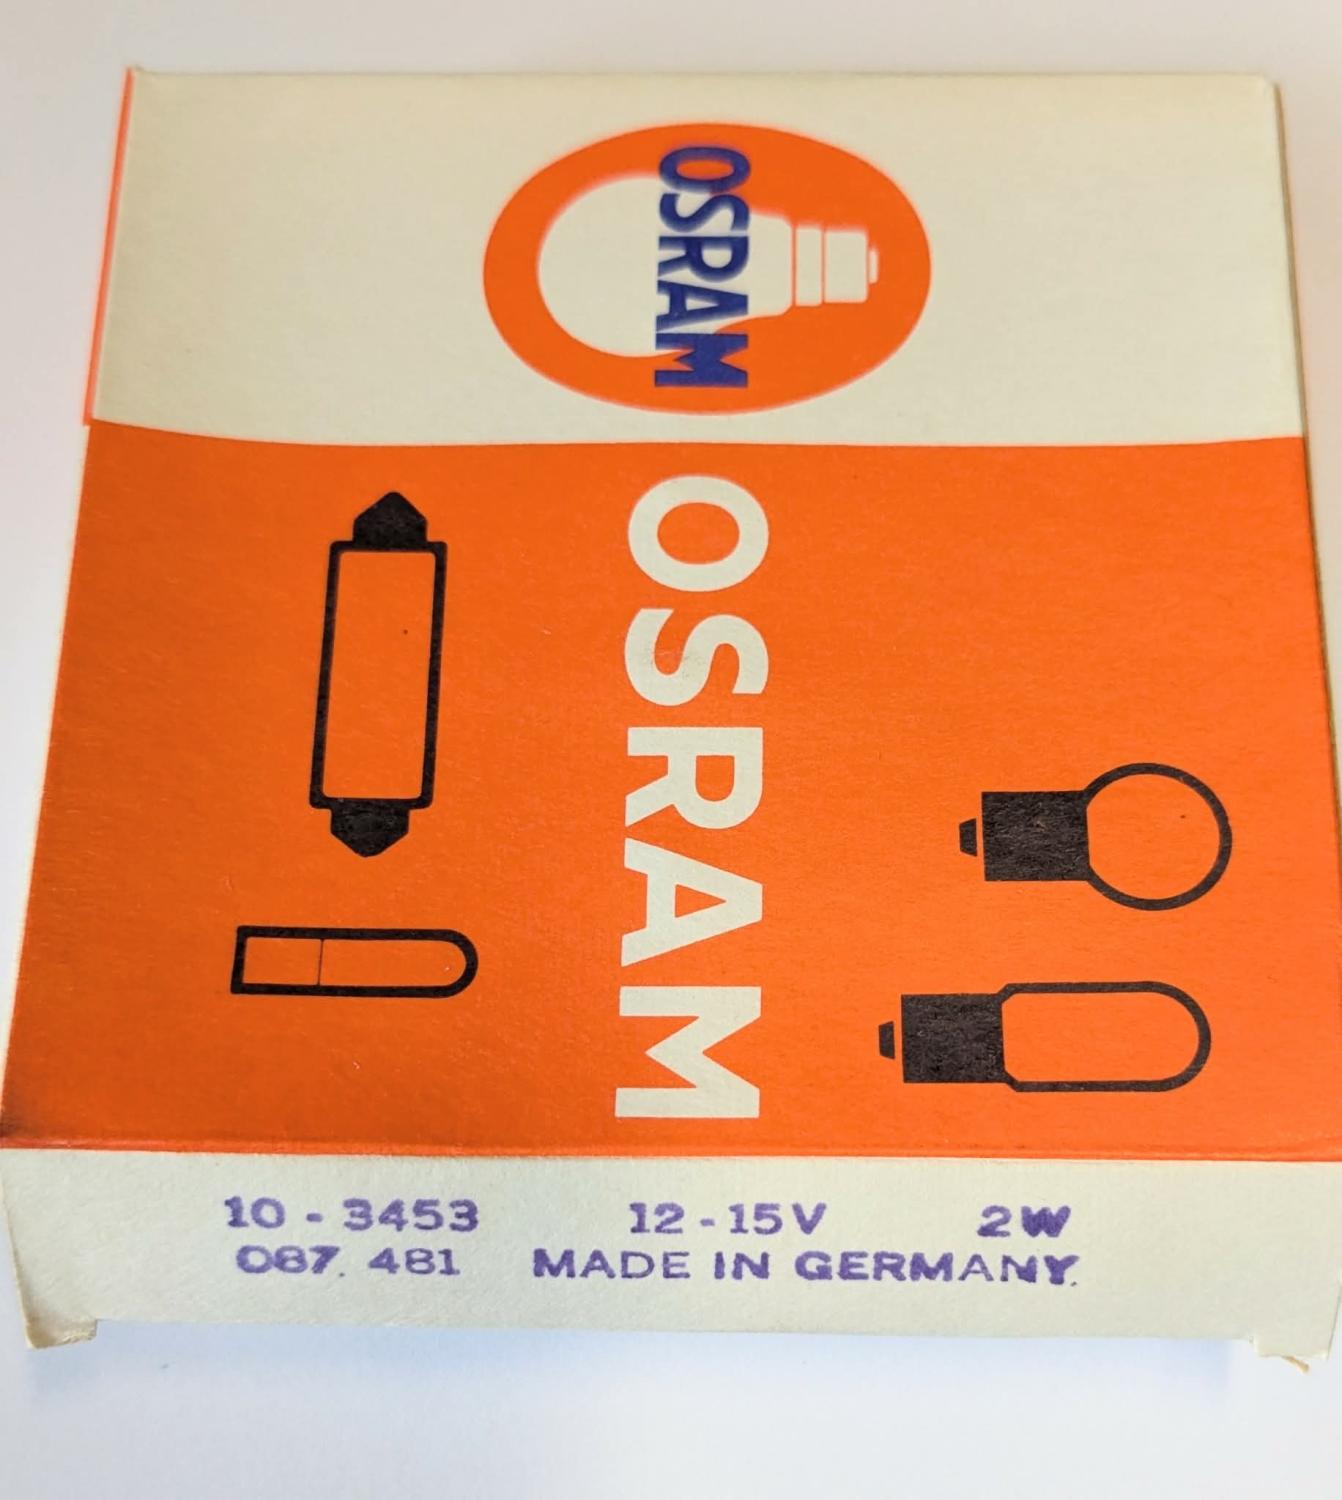 OSRAM
OSRAM
10 - 3453 12 - 15V 2W
087. 481 MADE IN GERMANY.